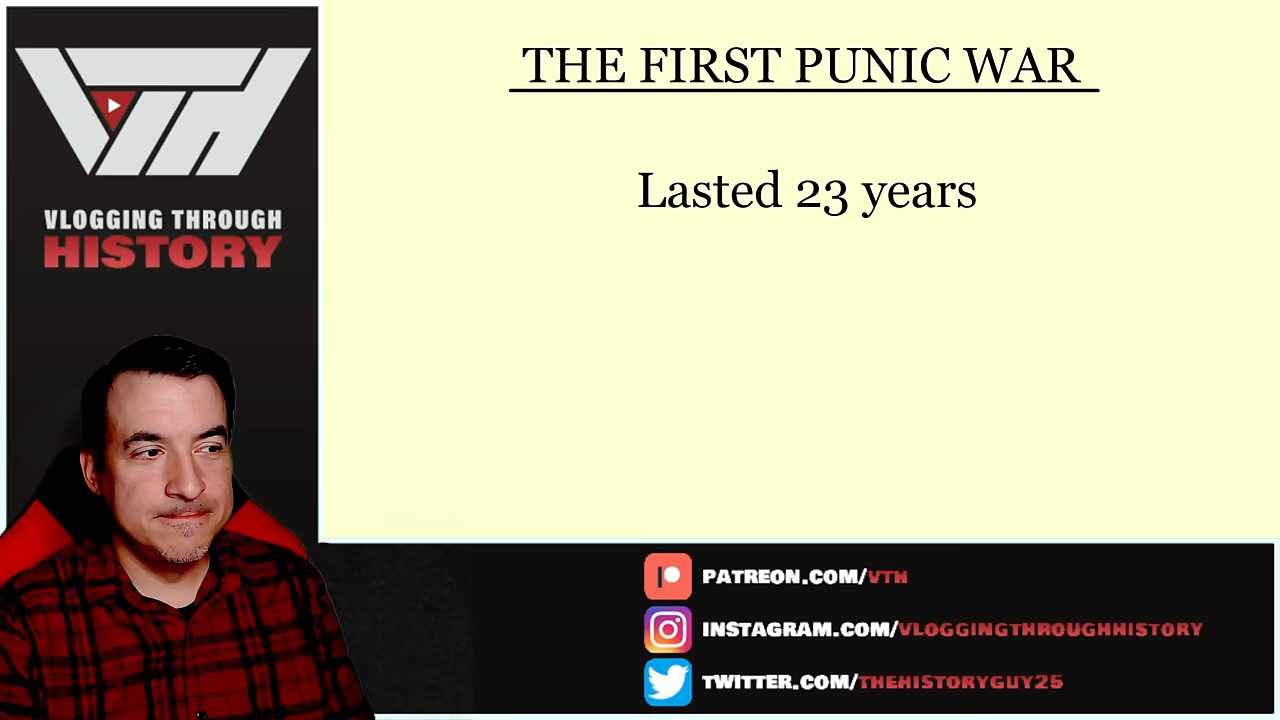 VTH
VLOGGING THROUGH
HISTORY
THE FIRST PUNIC WAR
Lasted 23 years
PATREON.COM/VTH
INSTAGRAM.COM/VLOGGINGTHROUGHHISTORY
TWITTER.COM/THEHISTORYGUY25